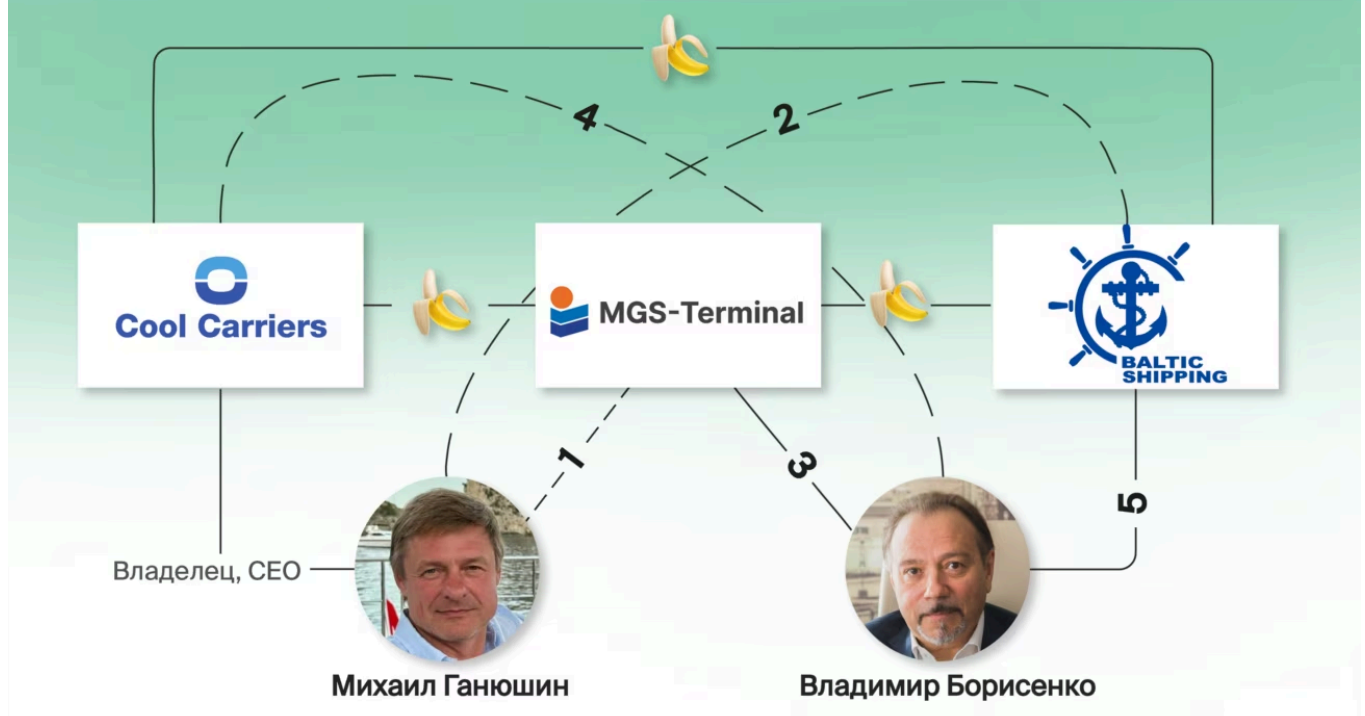 4
2
Cool Carriers
MGS-Terminal
BALTIC
SHIPPING
1
3
5
Владелец, CEO
Михаил Ганюшин
Владимир Борисенко